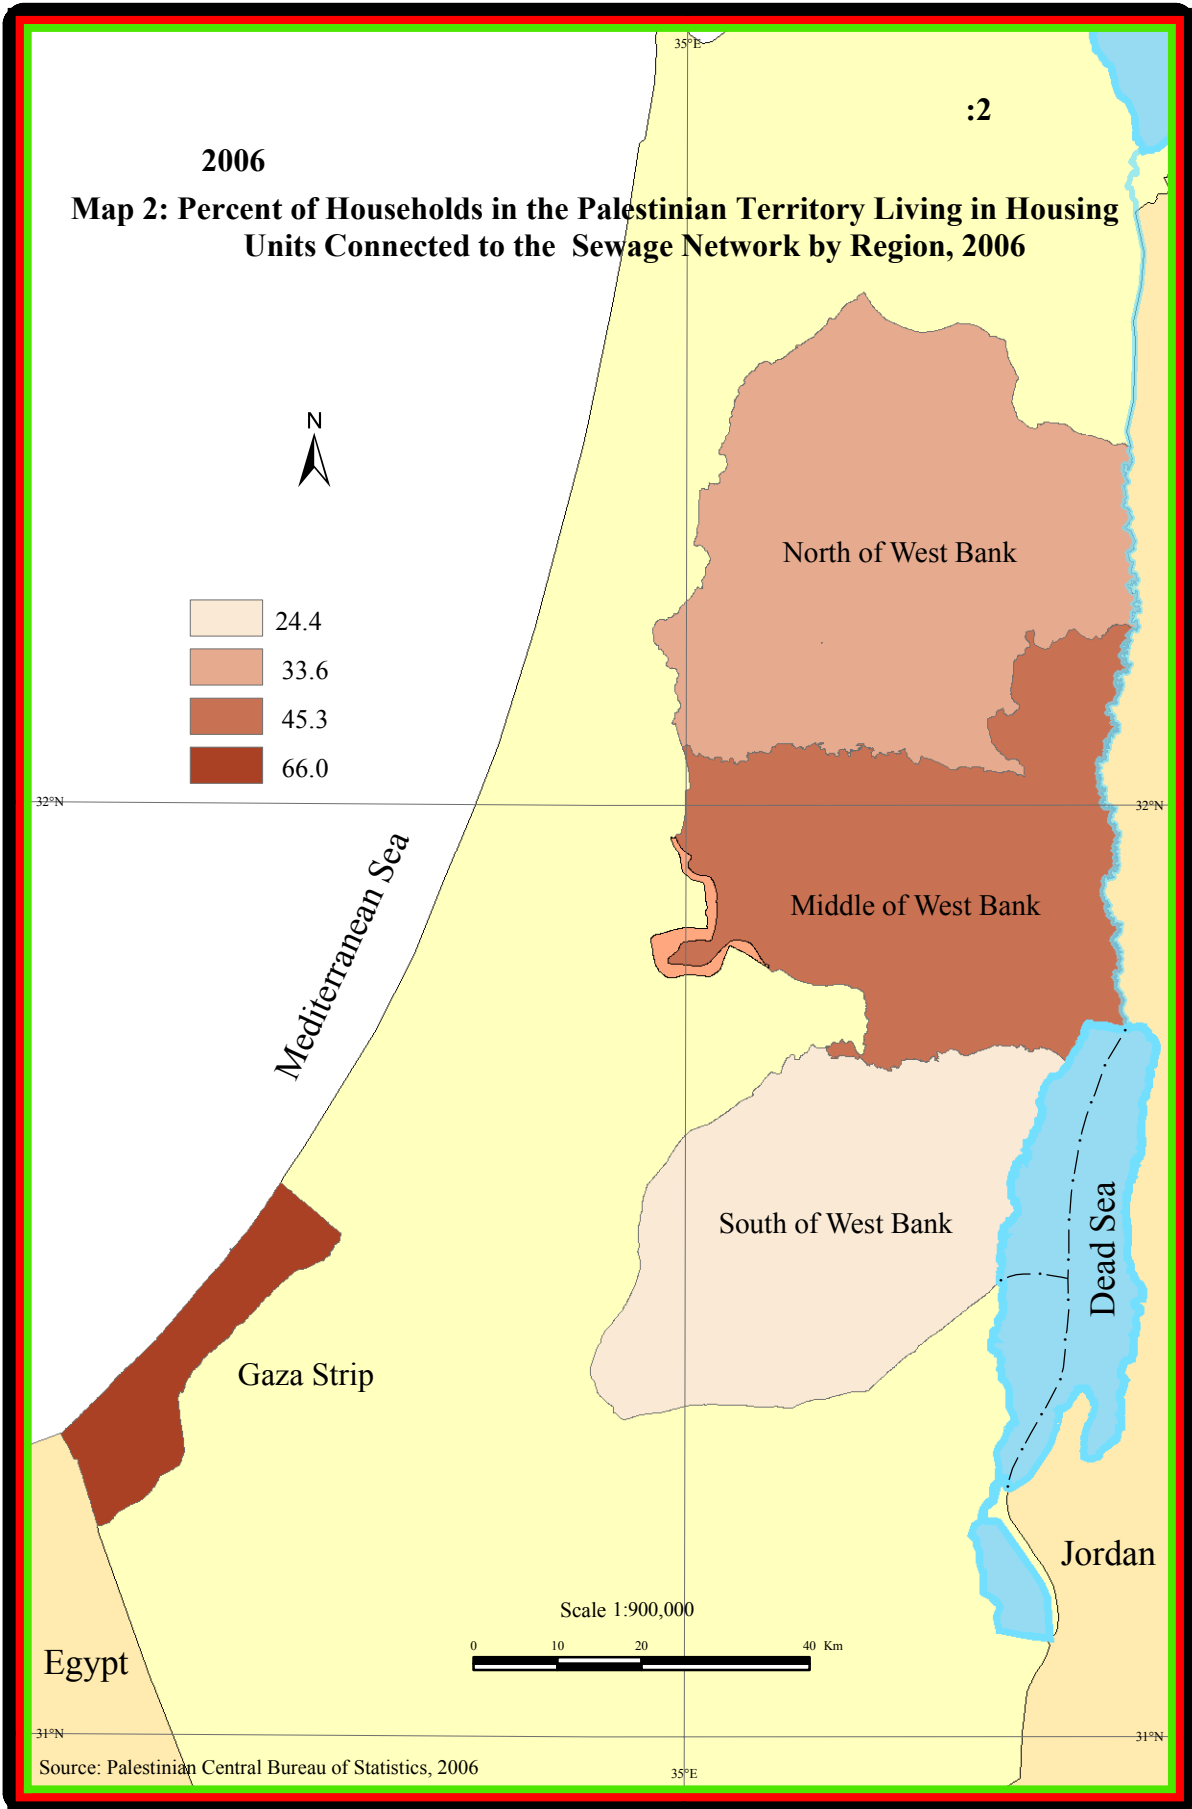 35°E
:2
2006
Map 2: Percent of Households in the Palestinian Territory Living in Housing
Units Connected to the Sewage Network by Region, 2006
N
North of West Bank
24.4
33.6
45.3
66.0
32°N
32°N
Mediterranean Sea
Middle of West Bank
South of West Bank
Dead Sea
Gaza Strip
Jordan
Scale 1:900,000
0 10 20 40 Km
Egypt
31°N
31°N
Source: Palestinian Central Bureau of Statistics, 2006
35°E